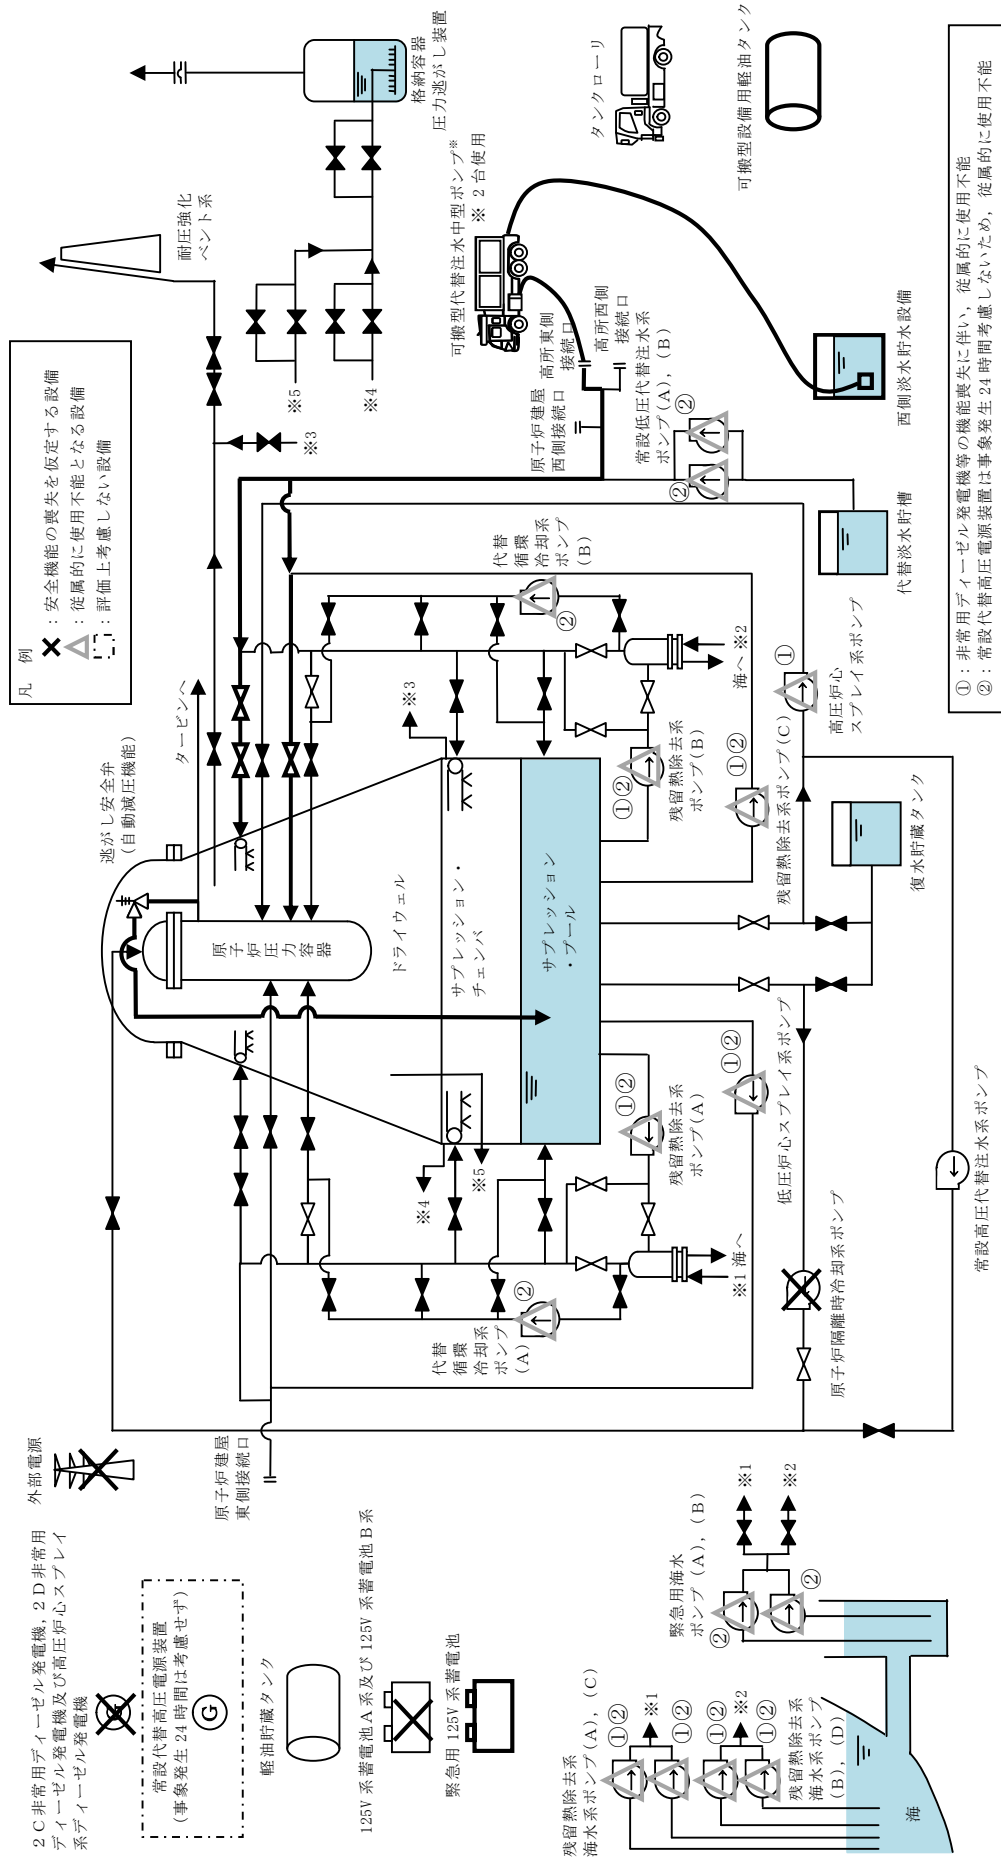 2C非常用ディーゼル発電機,2D非常用
ディーゼル発電機及び高圧炉心スプレイ
系ディーゼル発電機
常設代替高圧電源装置
(事象発生24時間は考慮せず)
G
軽油貯蔵タンク
125V系蓄電池A系及び125V系蓄電池B系
緊急用125V系蓄電池
外部電源
原子炉建屋
東側接続口
凡 例
:安全機能の喪失を仮定する設備
:従属的に使用不能となる設備
:評価上考慮しない設備
逃がし安全弁
(自動減圧機能)
タービンへ
原子炉圧力容器
ドライウェル
サプレッション・
チェンバ
サプレッション
・プール
※3
※4
※5
※3
※5
※4
耐圧強化
ベント系
格納容器
圧力逃がし装置
可搬型代替注水中型ポンプ※
※ 2台使用
タンクローリ
可搬型設備用軽油タンク
高所東側
接続口
高所西側
接続口
原子炉建屋
西側接続口
常設低圧代替注水系
ポンプ(A),(B)
②
②
西側淡水貯水設備
代替淡水貯槽
代替
循環
冷却系
ポンプ
(B)
②
海へ ※2
残留熱除去系
ポンプ(B)
①②
残留熱除去系ポンプ(C)
①②
高圧炉心
スプレイ系ポンプ
①
復水貯蔵タンク
代替
循環
冷却系
ポンプ
(A)
②
※1 海へ
残留熱除去系
ポンプ(A)
①②
低圧炉心スプレイ系ポンプ
①②
原子炉隔離時冷却系ポンプ
常設高圧代替注水系ポンプ
緊急用海水
ポンプ(A),(B)
②
②
※1
※2
残留熱除去系
海水系ポンプ(A),(C)
①②
①②
※1
①②
①②
※2
残留熱除去系
海水系ポンプ
(B),(D)
海
①:非常用ディーゼル発電機等の機能喪失に伴い,従属的に使用不能
②:常設代替高圧電源装置は事象発生24時間考慮しないため,従属的に使用不能